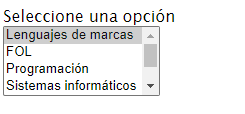 Seleccione una opción
Lenguajes de marcas
FOL
Programación
Sistemas informáticos